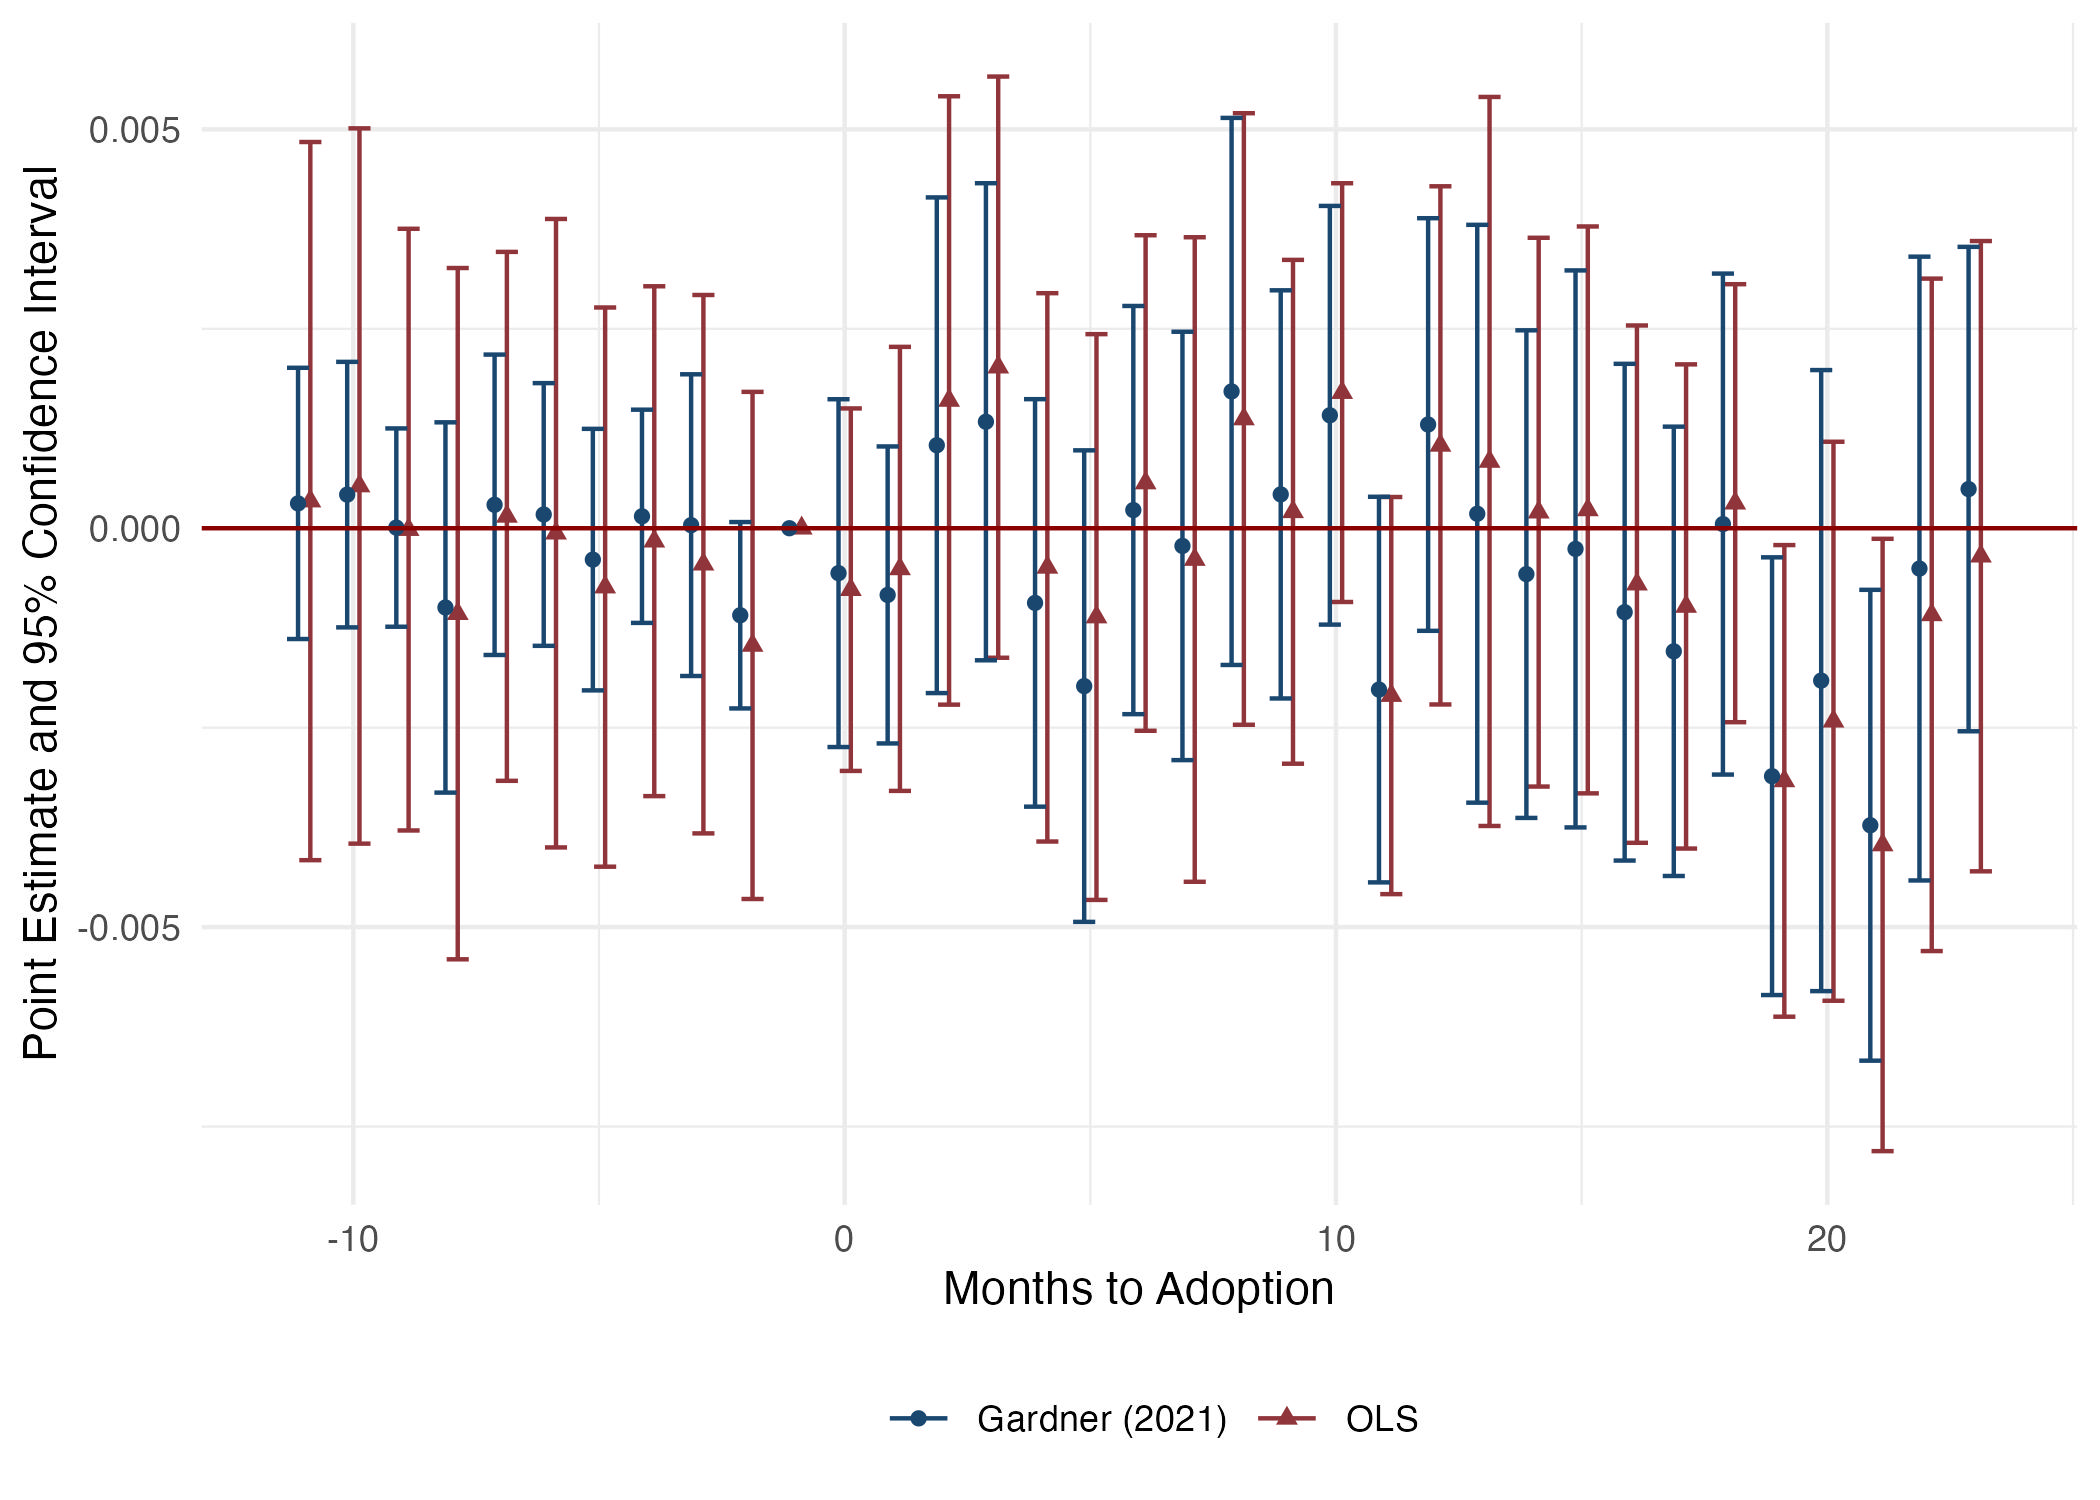 Point Estimate and 95% Confidence Interval
0.005
0.000
-0.005
-10 0 10 20
Months to Adoption
Gardner (2021) OLS